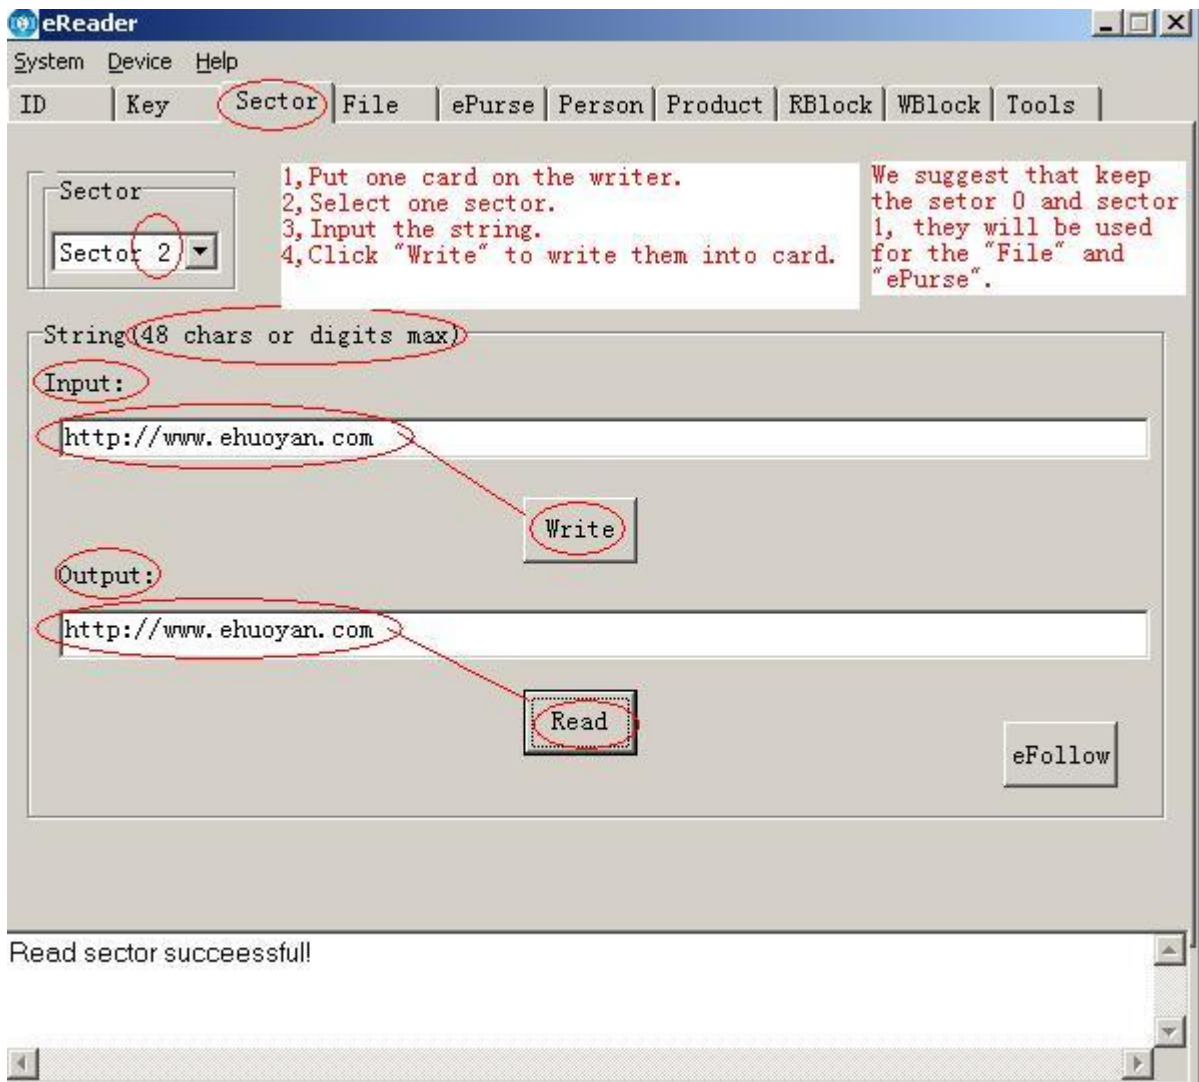 eReader
System Device Help
ID Key Sector File ePurse Person Product RBlock WBlock Tools
Sector
Sector 2
1,Put one card on the writer.
2,Select one sector.
3,Input the string.
4,Click "Write" to write them into card.
We suggest that keep
the setor 0 and sector
1, they will be used
for the "File" and
"ePurse".
String(48 chars or digits max)
Input:
http://www.ehuoyan.com
Write
Output:
http://www.ehuoyan.com
Read
eFollow
Read sector succeessful!